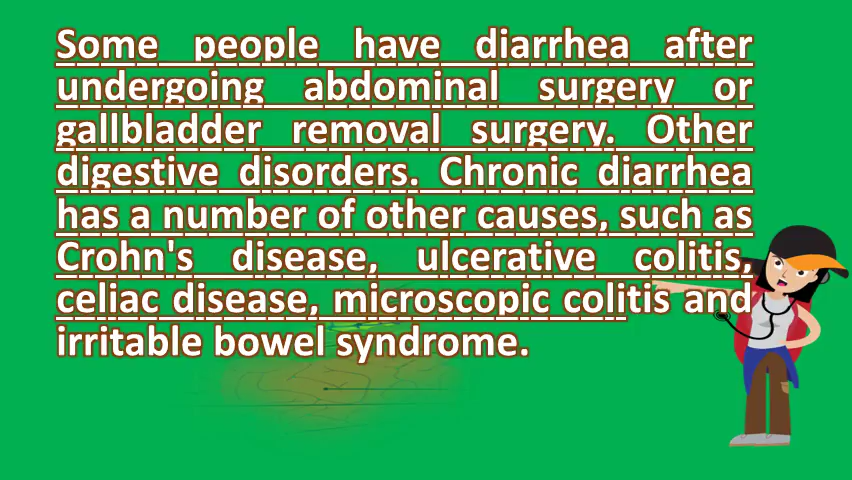 Some people have diarrhea after
undergoing abdominal surgery or
gallbladder removal surgery. Other
digestive disorders. Chronic diarrhea
has a number of other causes, such as
Crohn's disease, ulcerative colitis,
celiac disease, microscopic colitis and
irritable bowel syndrome.